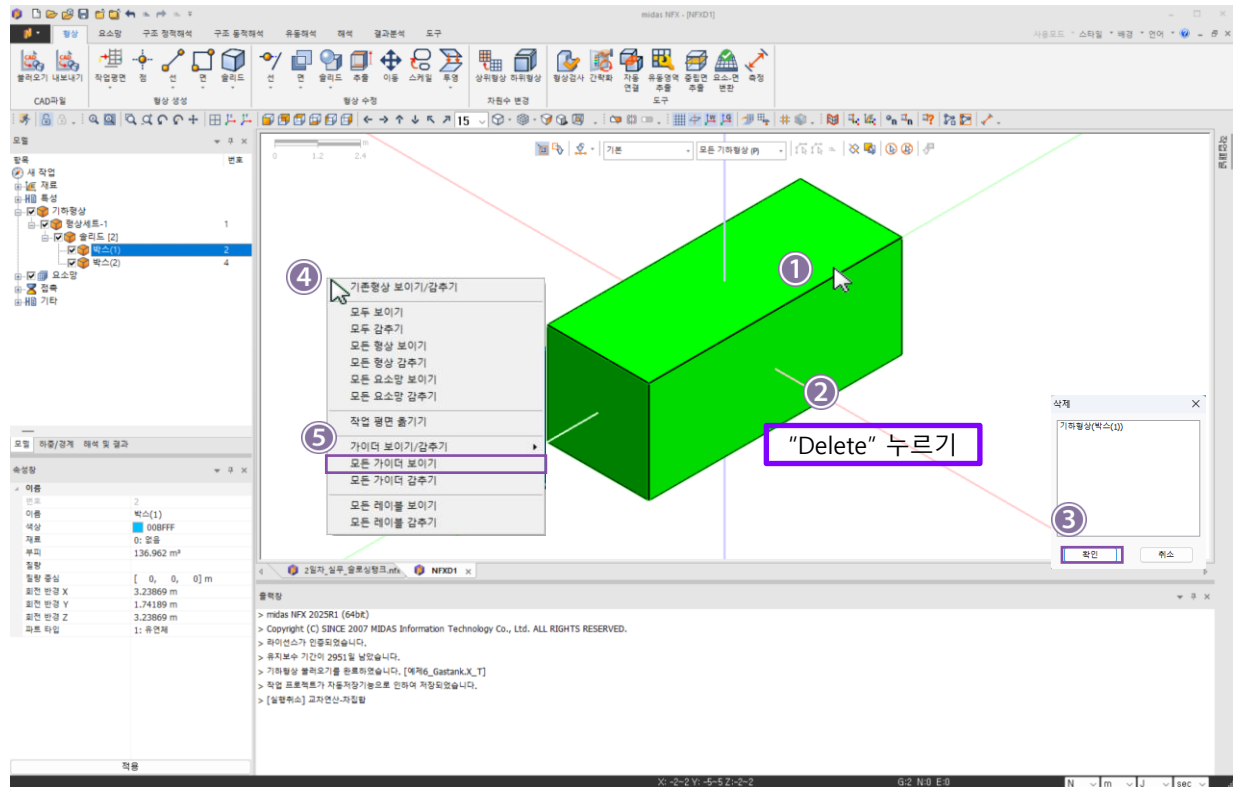 midas NFX - [NFXD1]
형상 요소망 구조 정적해석 구조 동적해석 유동해석 해석 결과분석 도구
사용모드 스타일 배경 언어
불러오기 내보내기 작업평면 점 선 면 솔리드 선 면 솔리드 추출 이동 스케일 투영 상위형상 하위형상 형상검사 간략화 자동 연결 유동영역 추출 중립면 추출 요소-면 변환 측정
CAD파일 형상 생성 형상 수정 차원수 변경 도구
15
모델
항목 번호
새 작업
재료
특성
기하형상
형상세트-1 1
솔리드 [2]
박스(1) 2
박스(2) 4
요소망
접촉
기타
모델 하중/경계 해석 및 결과
속성창
이름
번호 2
이름 박스(1)
색상 00BFFF
재료 0: 없음
부피 136.962 m³
질량
질량 중심 [ 0, 0, 0] m
회전 반경 X 3.23869 m
회전 반경 Y 1.74189 m
회전 반경 Z 3.23869 m
파트 타입 1: 유연체
적용
m
0 1.2 2.4
기본 모든 기하형상 (P)
1
2
"Delete" 누르기
3
삭제
기하형상(박스(1))
확인 취소
4
기존형상 보이기/감추기
모두 보이기
모두 감추기
모든 형상 보이기
모든 형상 감추기
모든 요소망 보이기
모든 요소망 감추기
작업 평면 옮기기
5
가이더 보이기/감추기
모든 가이더 보이기
모든 가이더 감추기
모든 레이블 보이기
모든 레이블 감추기
2일차_실무_슬로싱탱크.nfx NFXD1
출력창
> midas NFX 2025R1 (64bit)
> Copyright (C) SINCE 2007 MIDAS Information Technology Co., Ltd. ALL RIGHTS RESERVED.
> 라이선스가 인증되었습니다.
> 유지보수 기간이 2951일 남았습니다.
> 기하형상 불러오기를 완료하였습니다. [예제6_Gastank.X_T]
> 작업 프로젝트가 자동저장기능으로 인하여 저장되었습니다.
> [실행취소] 교차연산-차집합
X: -2~2 Y: -5~5 Z:-2~2 G:2 N:0 E:0 N m J sec